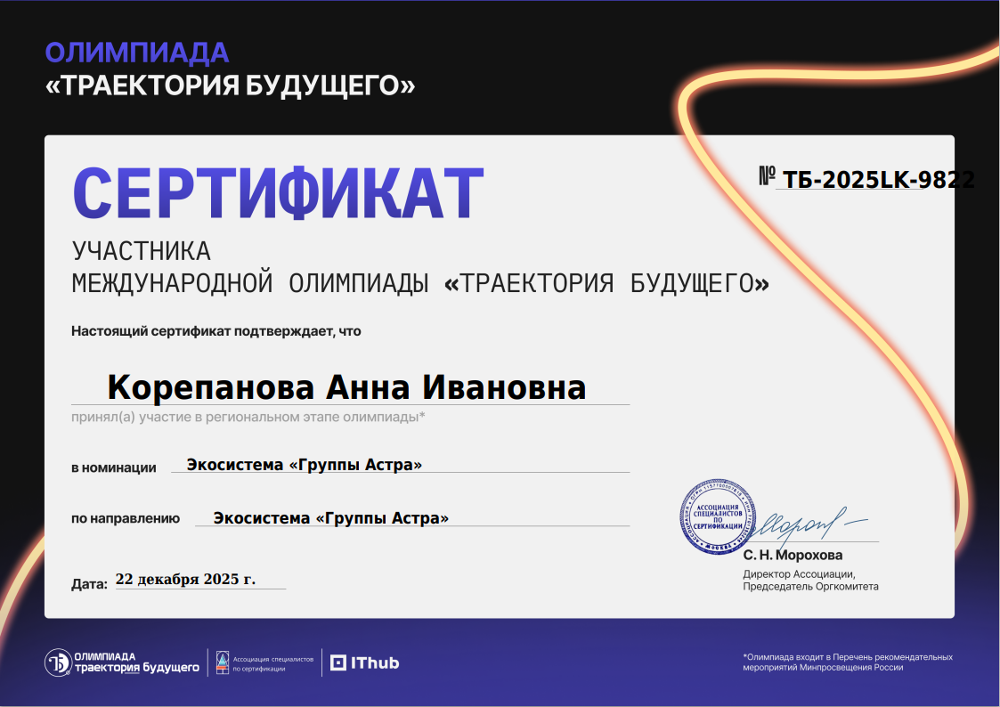 ОЛИМПИАДА
«ТРАЕКТОРИЯ БУДУЩЕГО»
СЕРТИФИКАТ
№ ТБ-2025LK-9822
УЧАСТНИКА
МЕЖДУНАРОДНОЙ ОЛИМПИАДЫ «ТРАЕКТОРИЯ БУДУЩЕГО»
Настоящий сертификат подтверждает, что
Корепанова Анна Ивановна
принял(а) участие в региональном этапе олимпиады*
в номинации Экосистема «Группы Астра»
по направлению Экосистема «Группы Астра»
АССОЦИАЦИЯ
СПЕЦИАЛИСТОВ
ПО
СЕРТИФИКАЦИИ
МОСКВА
С. Н. Морохова
Директор Ассоциации,
Председатель Оргкомитета
Дата: 22 декабря 2025 г.
ОЛИМПИАДА
траектория будущего
Ассоциация специалистов
по сертификации
IThub
*Олимпиада входит в Перечень рекомендательных
мероприятий Минпросвещения России